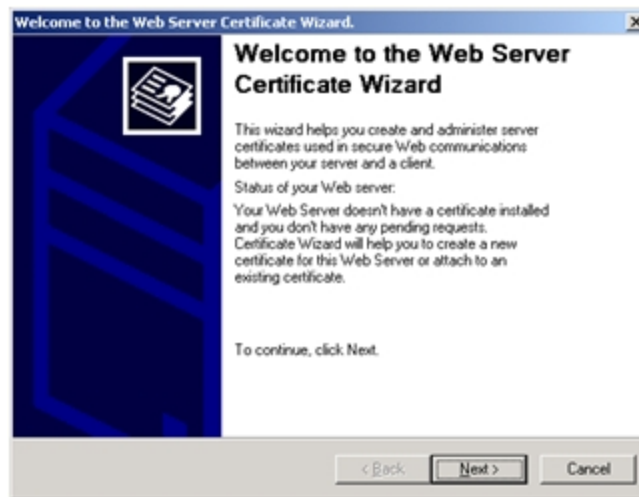 Welcome to the Web Server Certificate Wizard.
Welcome to the Web Server
Certificate Wizard
This wizard helps you create and administer server
certificates used in secure Web communications
between your server and a client.
Status of your Web server:
Your Web Server doesn't have a certificate installed
and you don't have any pending requests.
Certificate Wizard will help you to create a new
certificate for this Web Server or attach to an
existing certificate.
To continue, click Next.
< Back Next > Cancel